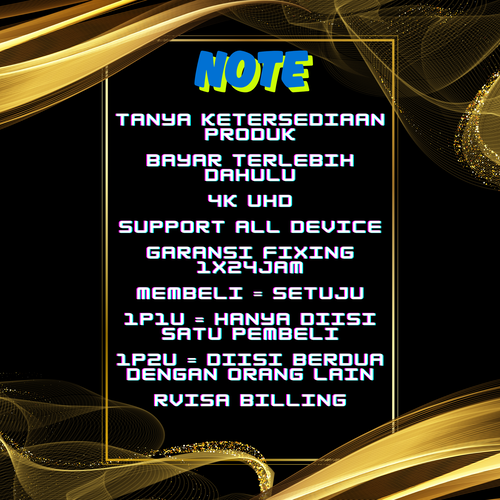 NOTE
TANYA KETERSEDIAAN
PRODUK
BAYAR TERLEBIH
DAHULU
4K UHD
SUPPORT ALL DEVICE
GARANSI FIXING
1X24JAM
MEMBELI = SETUJU
1P1U = HANYA DIISI
SATU PEMBELI
1P2U = DIISI BERDUA
DENGAN ORANG LAIN
RVISA BILLING